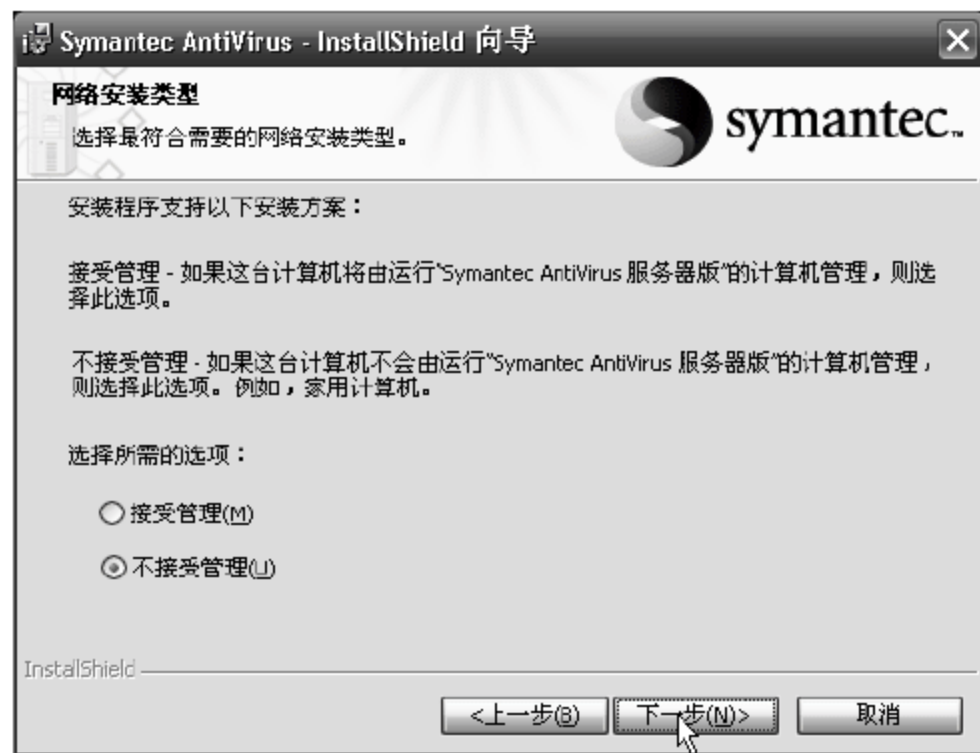 Symantec AntiVirus - InstallShield 向导
网络安装类型
选择最符合需要的网络安装类型。
symantec.
安装程序支持以下安装方案：
接受管理 - 如果这台计算机将由运行"Symantec AntiVirus 服务器版"的计算机管理，则选
择此选项。
不接受管理 - 如果这台计算机不会由运行"Symantec AntiVirus 服务器版"的计算机管理，
则选择此选项。例如，家用计算机。
选择所需的选项：
接受管理(M)
不接受管理(U)
InstallShield
<上一步(B)
下一步(N)>
取消